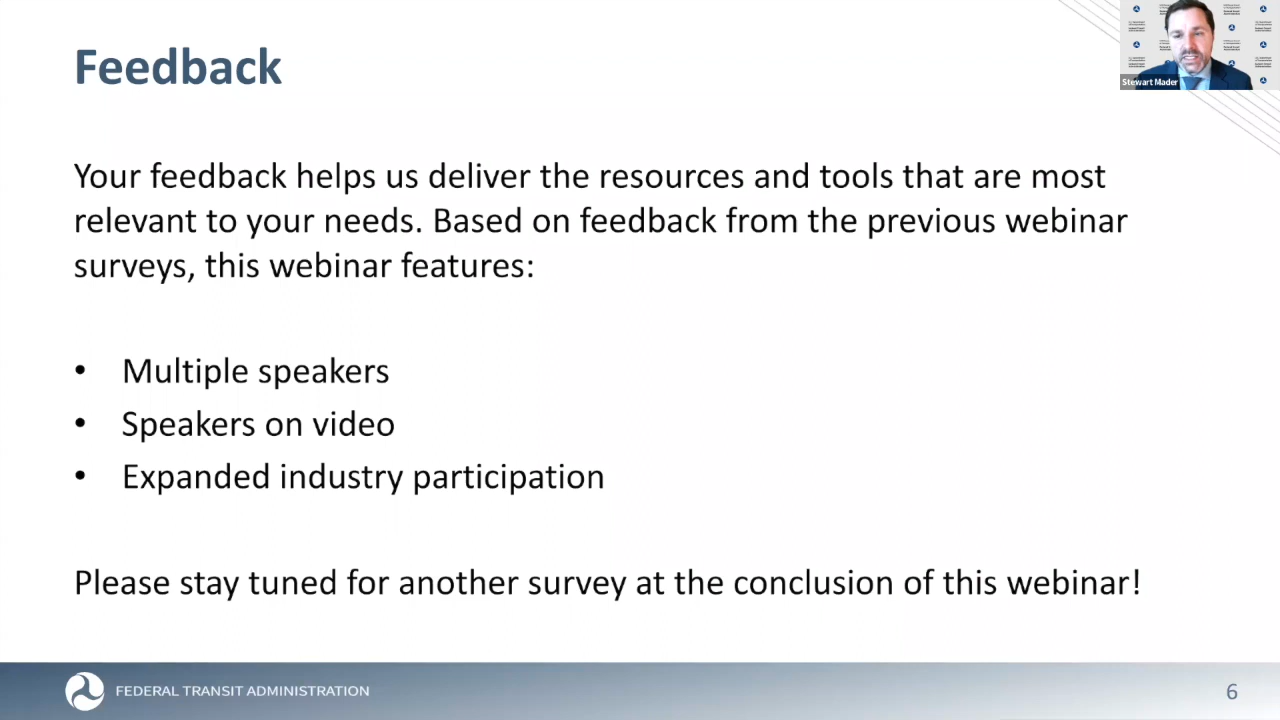 Feedback
Stewart Mader
Your feedback helps us deliver the resources and tools that are most
relevant to your needs. Based on feedback from the previous webinar
surveys, this webinar features:
• Multiple speakers
• Speakers on video
• Expanded industry participation
Please stay tuned for another survey at the conclusion of this webinar!
FEDERAL TRANSIT ADMINISTRATION
6